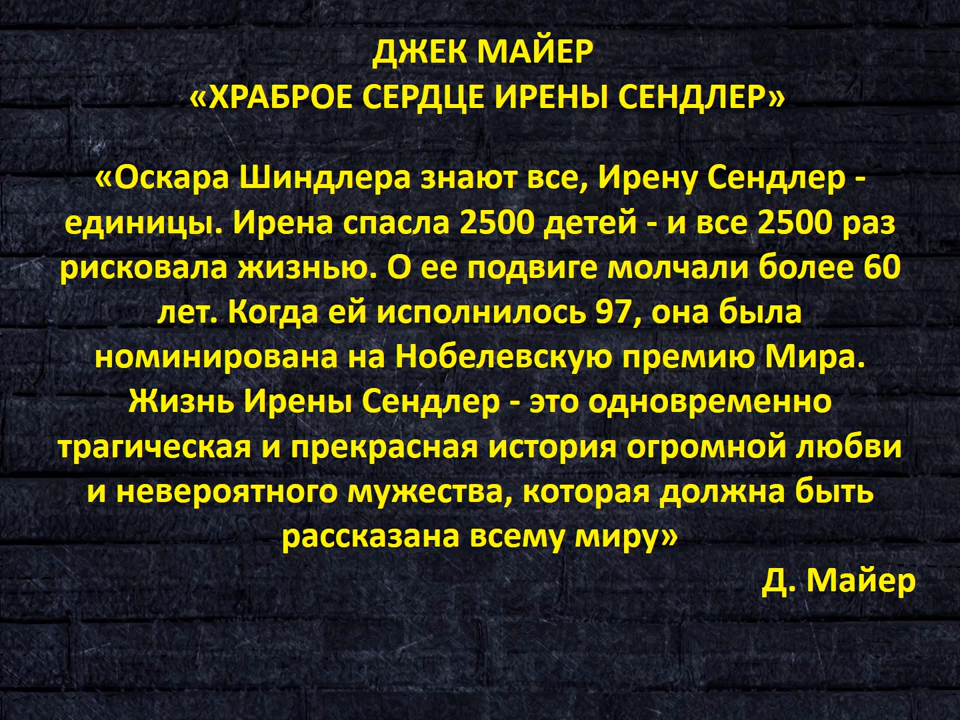 ДЖЕК МАЙЕР
«ХРАБРОЕ СЕРДЦЕ ИРЕНЫ СЕНДЛЕР»
«Оскара Шиндлера знают все, Ирену Сендлер -
единицы. Ирена спасла 2500 детей - и все 2500 раз
рисковала жизнью. О ее подвиге молчали более 60
лет. Когда ей исполнилось 97, она была
номинирована на Нобелевскую премию Мира.
Жизнь Ирены Сендлер - это одновременно
трагическая и прекрасная история огромной любви
и невероятного мужества, которая должна быть
рассказана всему миру»
Д. Майер